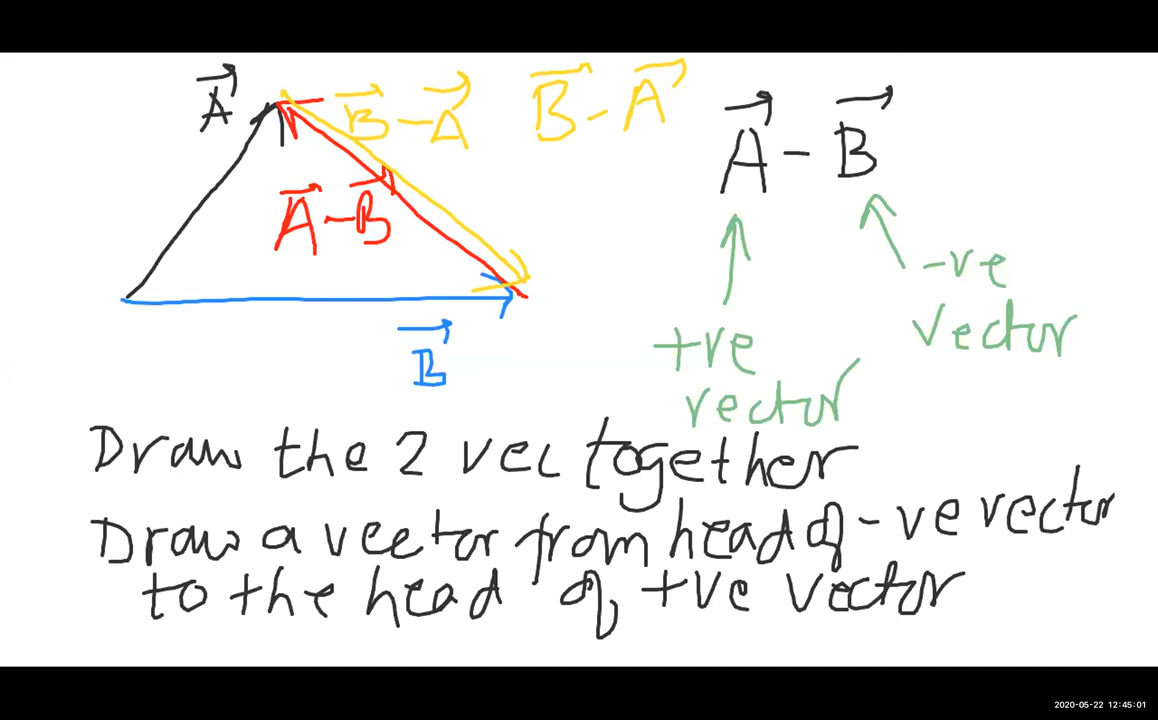 A⃗
B⃗ - A⃗
B⃗ - A⃗
A⃗ - B⃗
A⃗ - B⃗
B⃗
+ve
vector
-ve
vector
Draw the 2 vec together
Draw a vector from head of -ve vector
to the head of +ve vector
2020-05-22 12:45:01